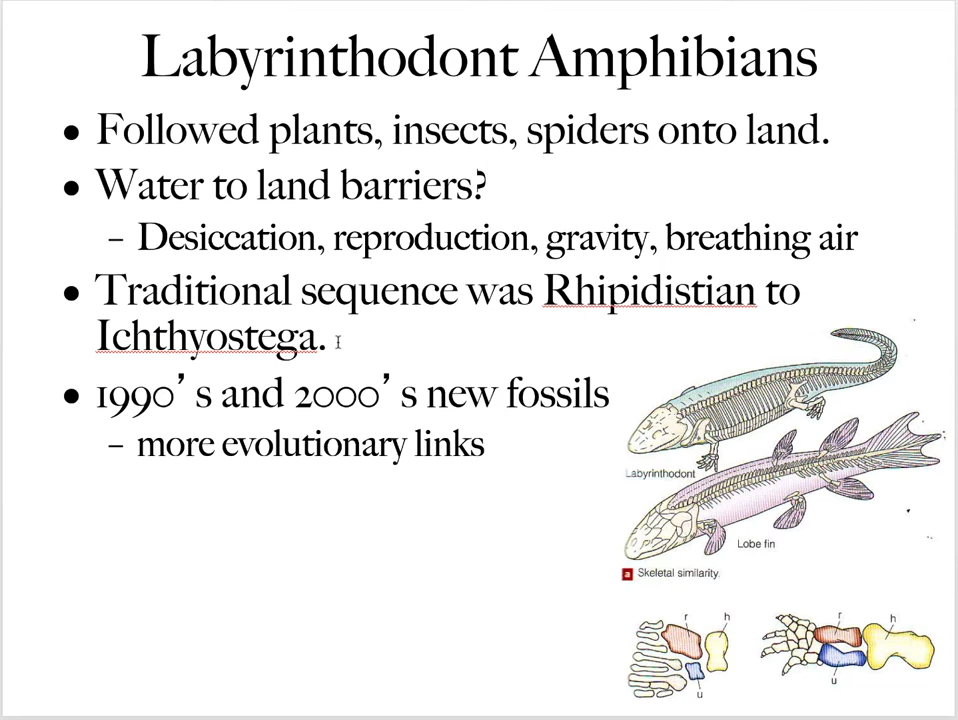 Labyrinthodont Amphibians
• Followed plants, insects, spiders onto land.
• Water to land barriers?
– Desiccation, reproduction, gravity, breathing air
• Traditional sequence was Rhipidistian to
Ichthyostega.
• 1990’s and 2000’s new fossils
– more evolutionary links
Labyrinthodont
Lobe fin
a Skeletal similarity.
r h
u
r h
u